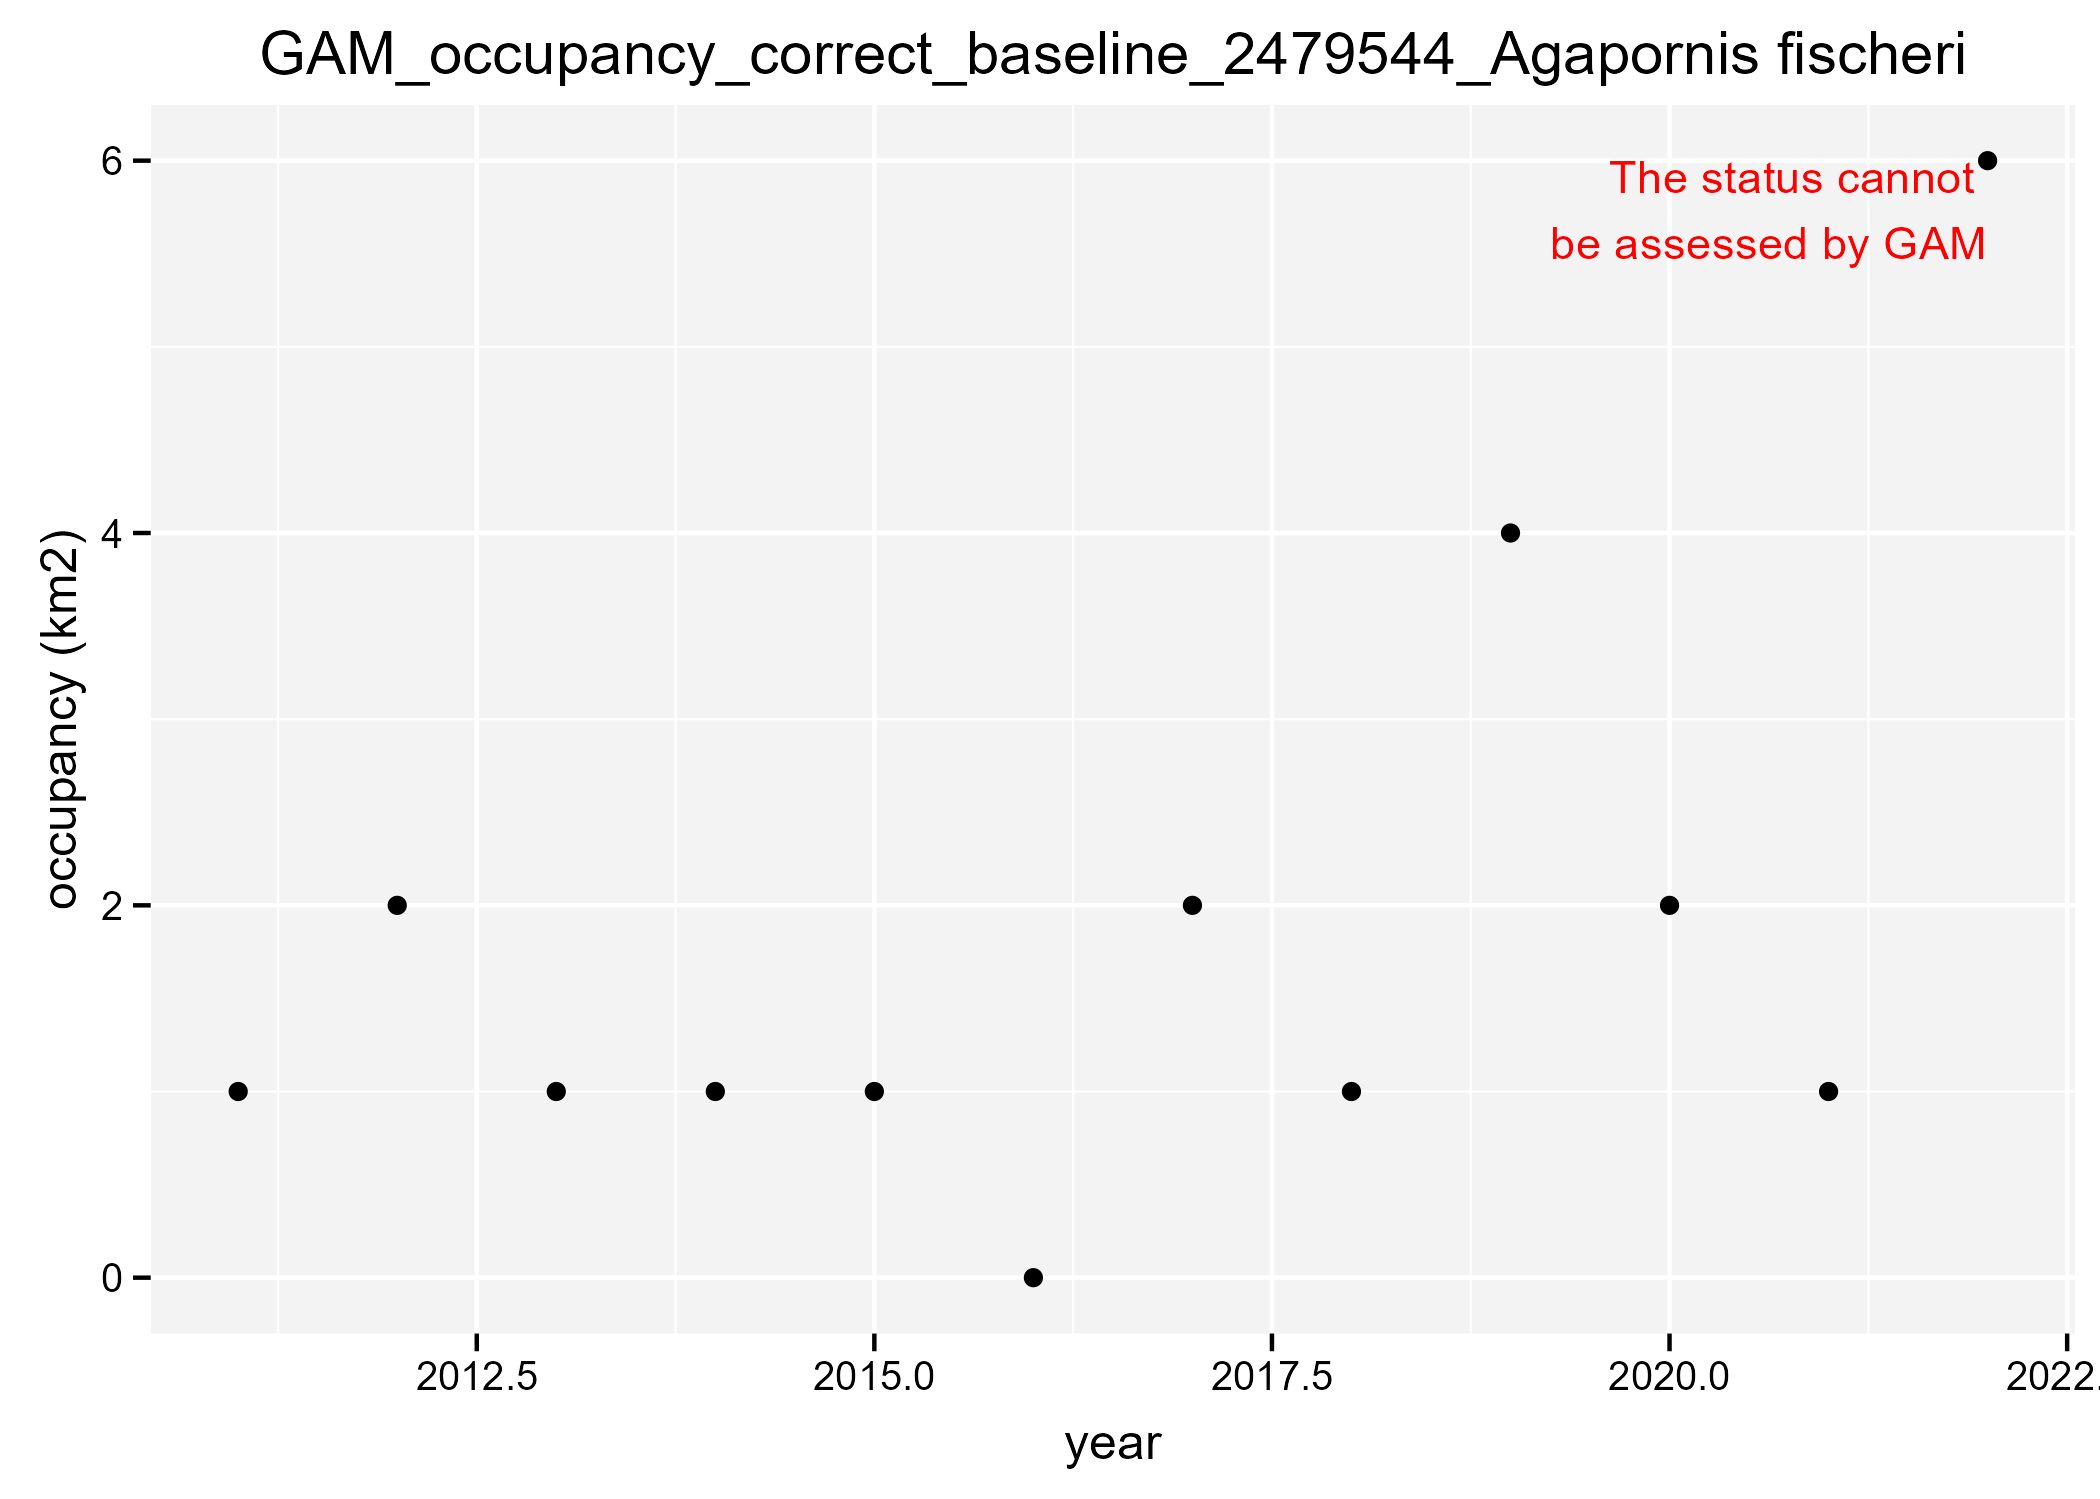 GAM_occupancy_correct_baseline_2479544_Agapornis fischeri
The status cannot
be assessed by GAM
occupancy (km2)
6
4
2
0
2012.5
2015.0
2017.5
2020.0
2022.
year